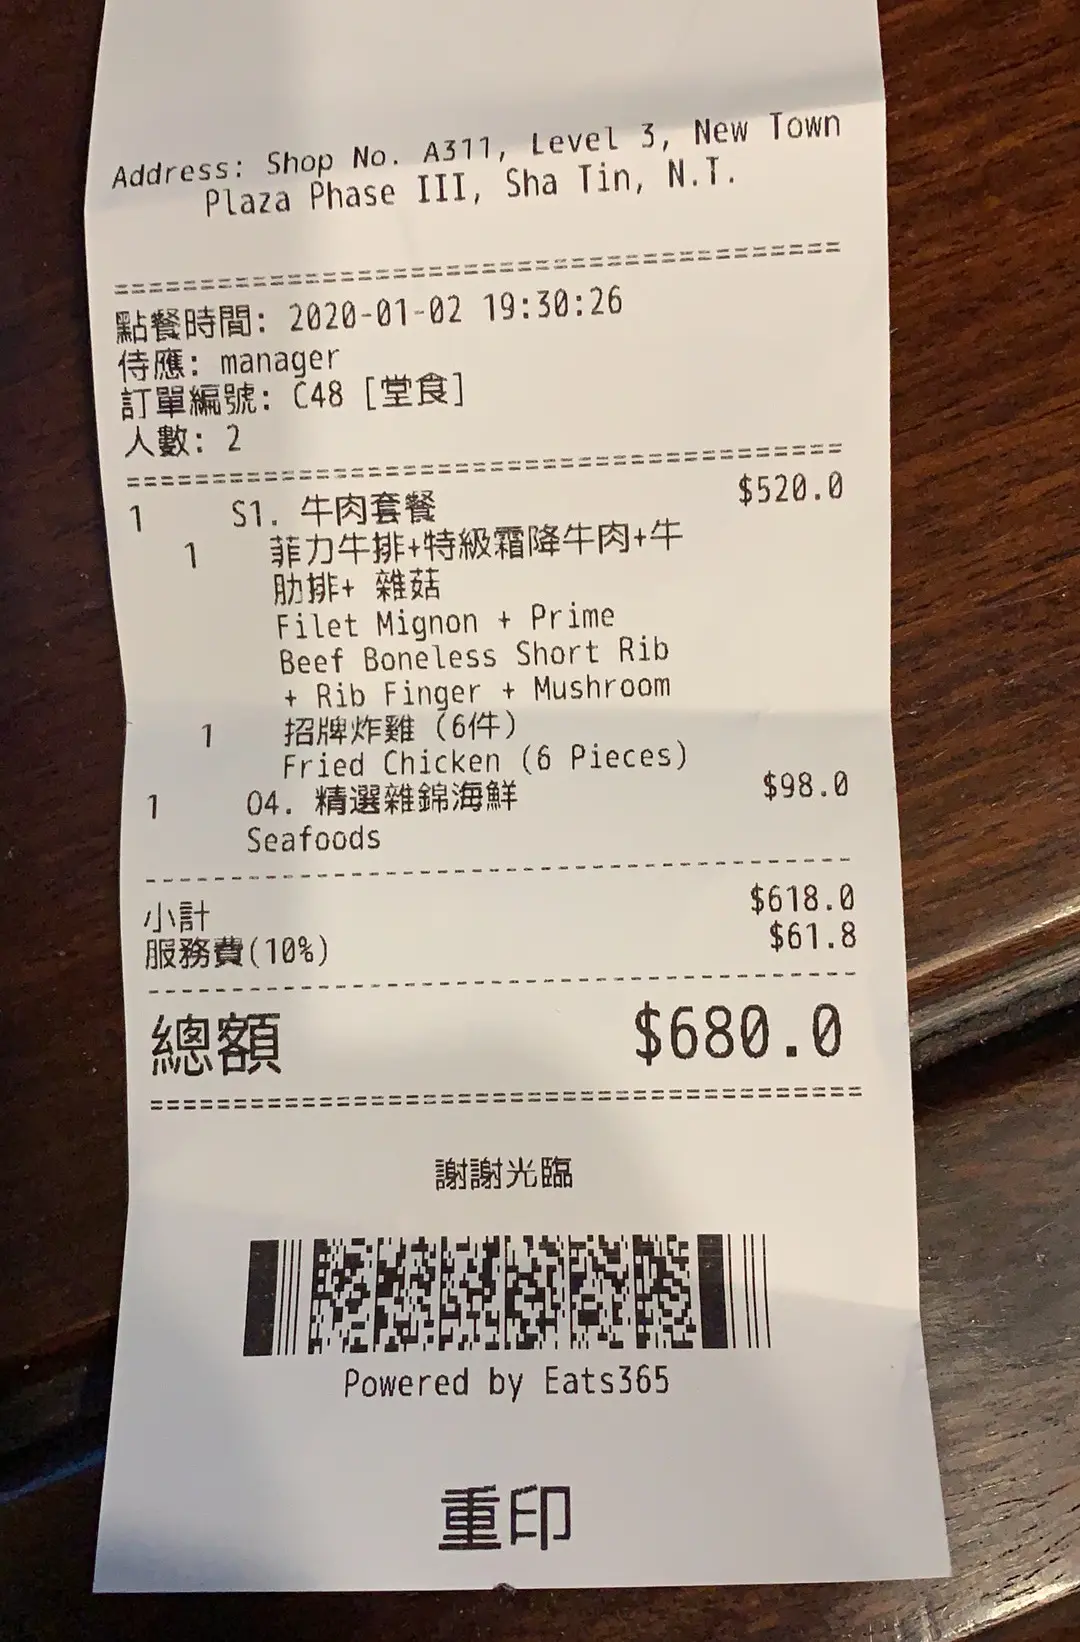 Address: Shop No. A311, Level 3, New Town
Plaza Phase III, Sha Tin, N.T.
========================================
點餐時間: 2020-01-02 19:30:26
侍應: manager
訂單編號: C48 [堂食]
人數: 2
========================================
1 S1. 牛肉套餐 $520.0
1 菲力牛排+特級霜降牛肉+牛
肋排+ 雜菇
Filet Mignon + Prime
Beef Boneless Short Rib
+ Rib Finger + Mushroom
1 招牌炸雞 (6件)
Fried Chicken (6 Pieces)
1 04. 精選雜錦海鮮 $98.0
Seafoods
----------------------------------------
小計 $618.0
服務費(10%) $61.8
----------------------------------------
總額 $680.0
========================================
謝謝光臨
Powered by Eats365
重印